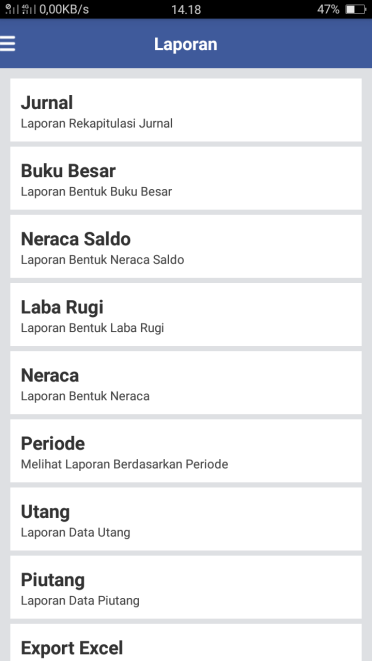 4G 0,00KB/s 14.18 47%
Laporan
Jurnal
Laporan Rekapitulasi Jurnal
Buku Besar
Laporan Bentuk Buku Besar
Neraca Saldo
Laporan Bentuk Neraca Saldo
Laba Rugi
Laporan Bentuk Laba Rugi
Neraca
Laporan Bentuk Neraca
Periode
Melihat Laporan Berdasarkan Periode
Utang
Laporan Data Utang
Piutang
Laporan Data Piutang
Export Excel